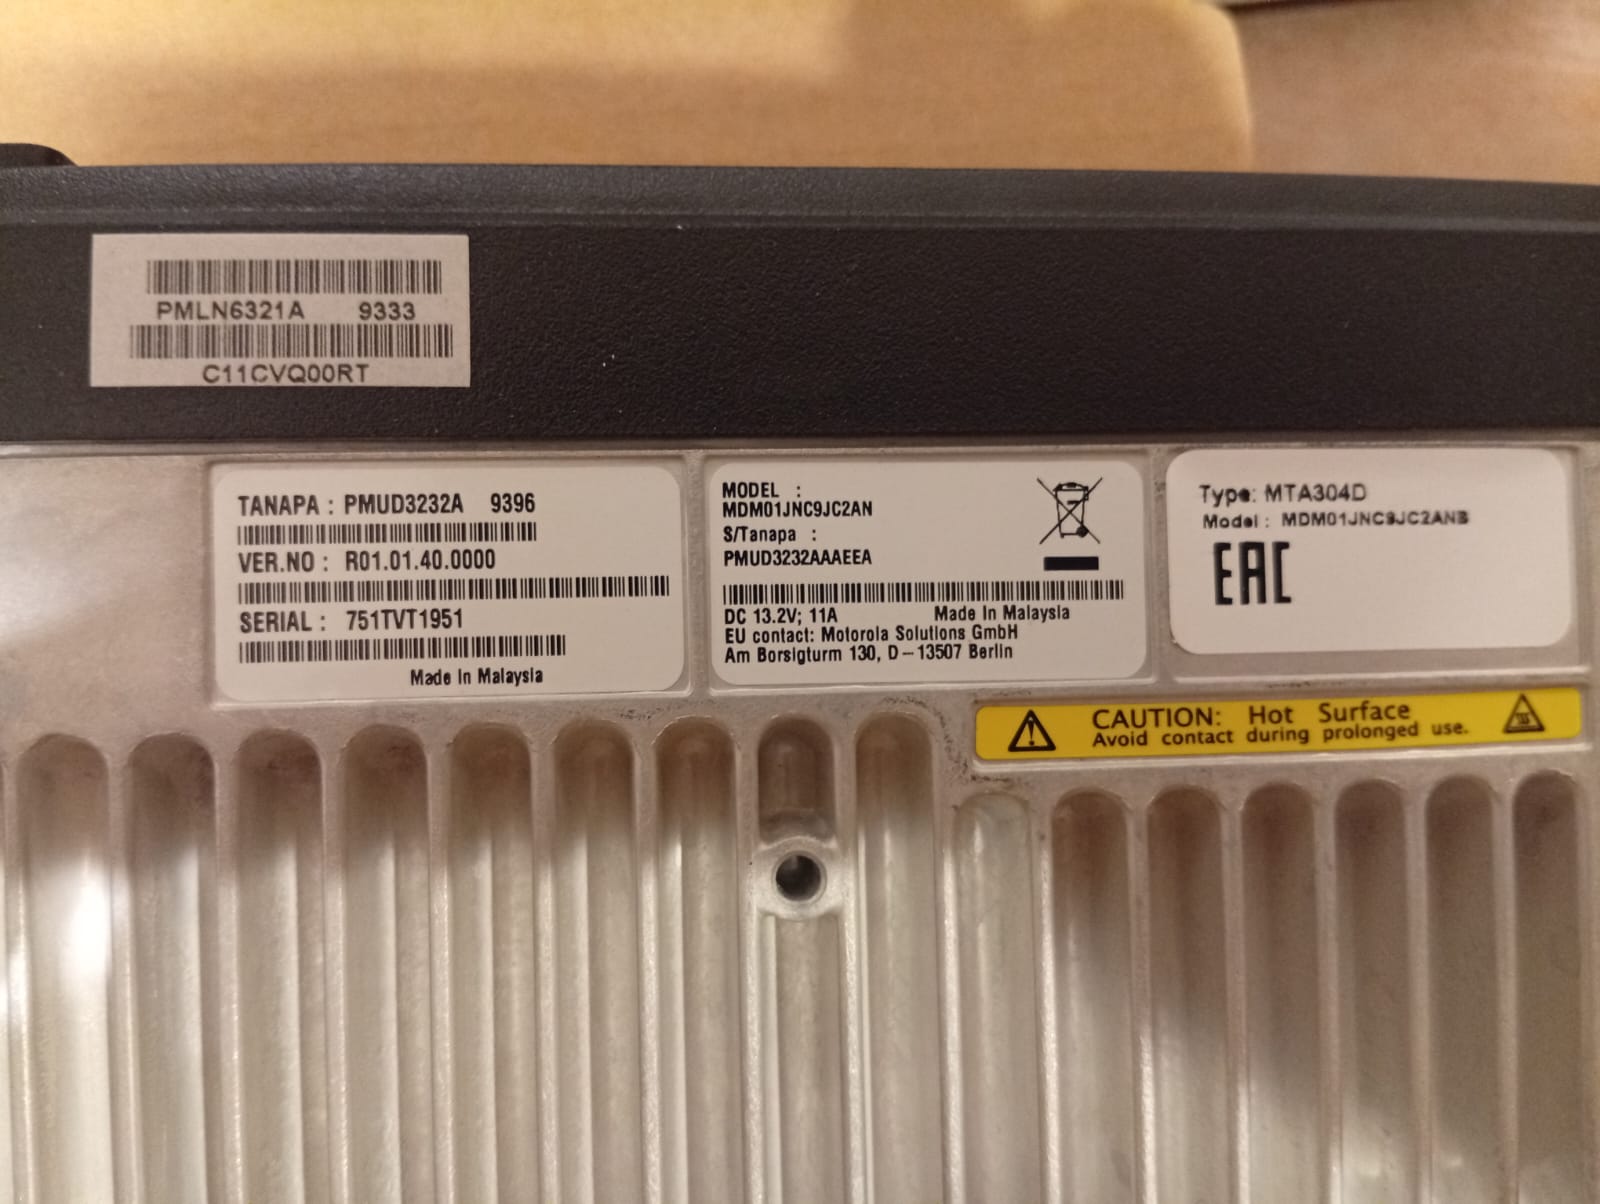 PMLN6321A 9333
C11CVQ00RT
TANAPA : PMUD3232A 9396
VER.NO : R01.01.40.0000
SERIAL : 751TVT1951
Made In Malaysia
MODEL :
MDM01JNC9JC2AN
S/Tanapa :
PMUD3232AAAEEA
DC 13.2V; 11A Made In Malaysia
EU contact: Motorola Solutions GmbH
Am Borsigturm 130, D-13507 Berlin
Type: MTA304D
Model : MDM01JNC9JC2ANB
EAC
CAUTION: Hot Surface
Avoid contact during prolonged use.